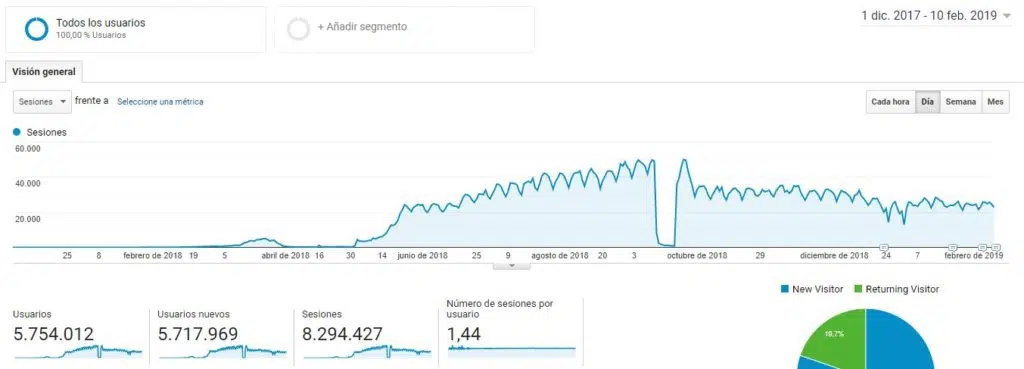 Todos los usuarios
100,00 % Usuarios
+ Añadir segmento
1 dic. 2017 - 10 feb. 2019
Visión general
Sesiones
frente a
Seleccione una métrica
Cada hora
Día
Semana
Mes
Sesiones
60.000
40.000
20.000
25 8 febrero de 2018 19 5 abril de 2018 16 30 14 junio de 2018 25 9 agosto de 2018 20 3 octubre de 2018 29 diciembre de 2018 24 7 febrero de 2019
Usuarios
5.754.012
Usuarios nuevos
5.717.969
Sesiones
8.294.427
Número de sesiones por
usuario
1,44
New Visitor Returning Visitor
19,7%